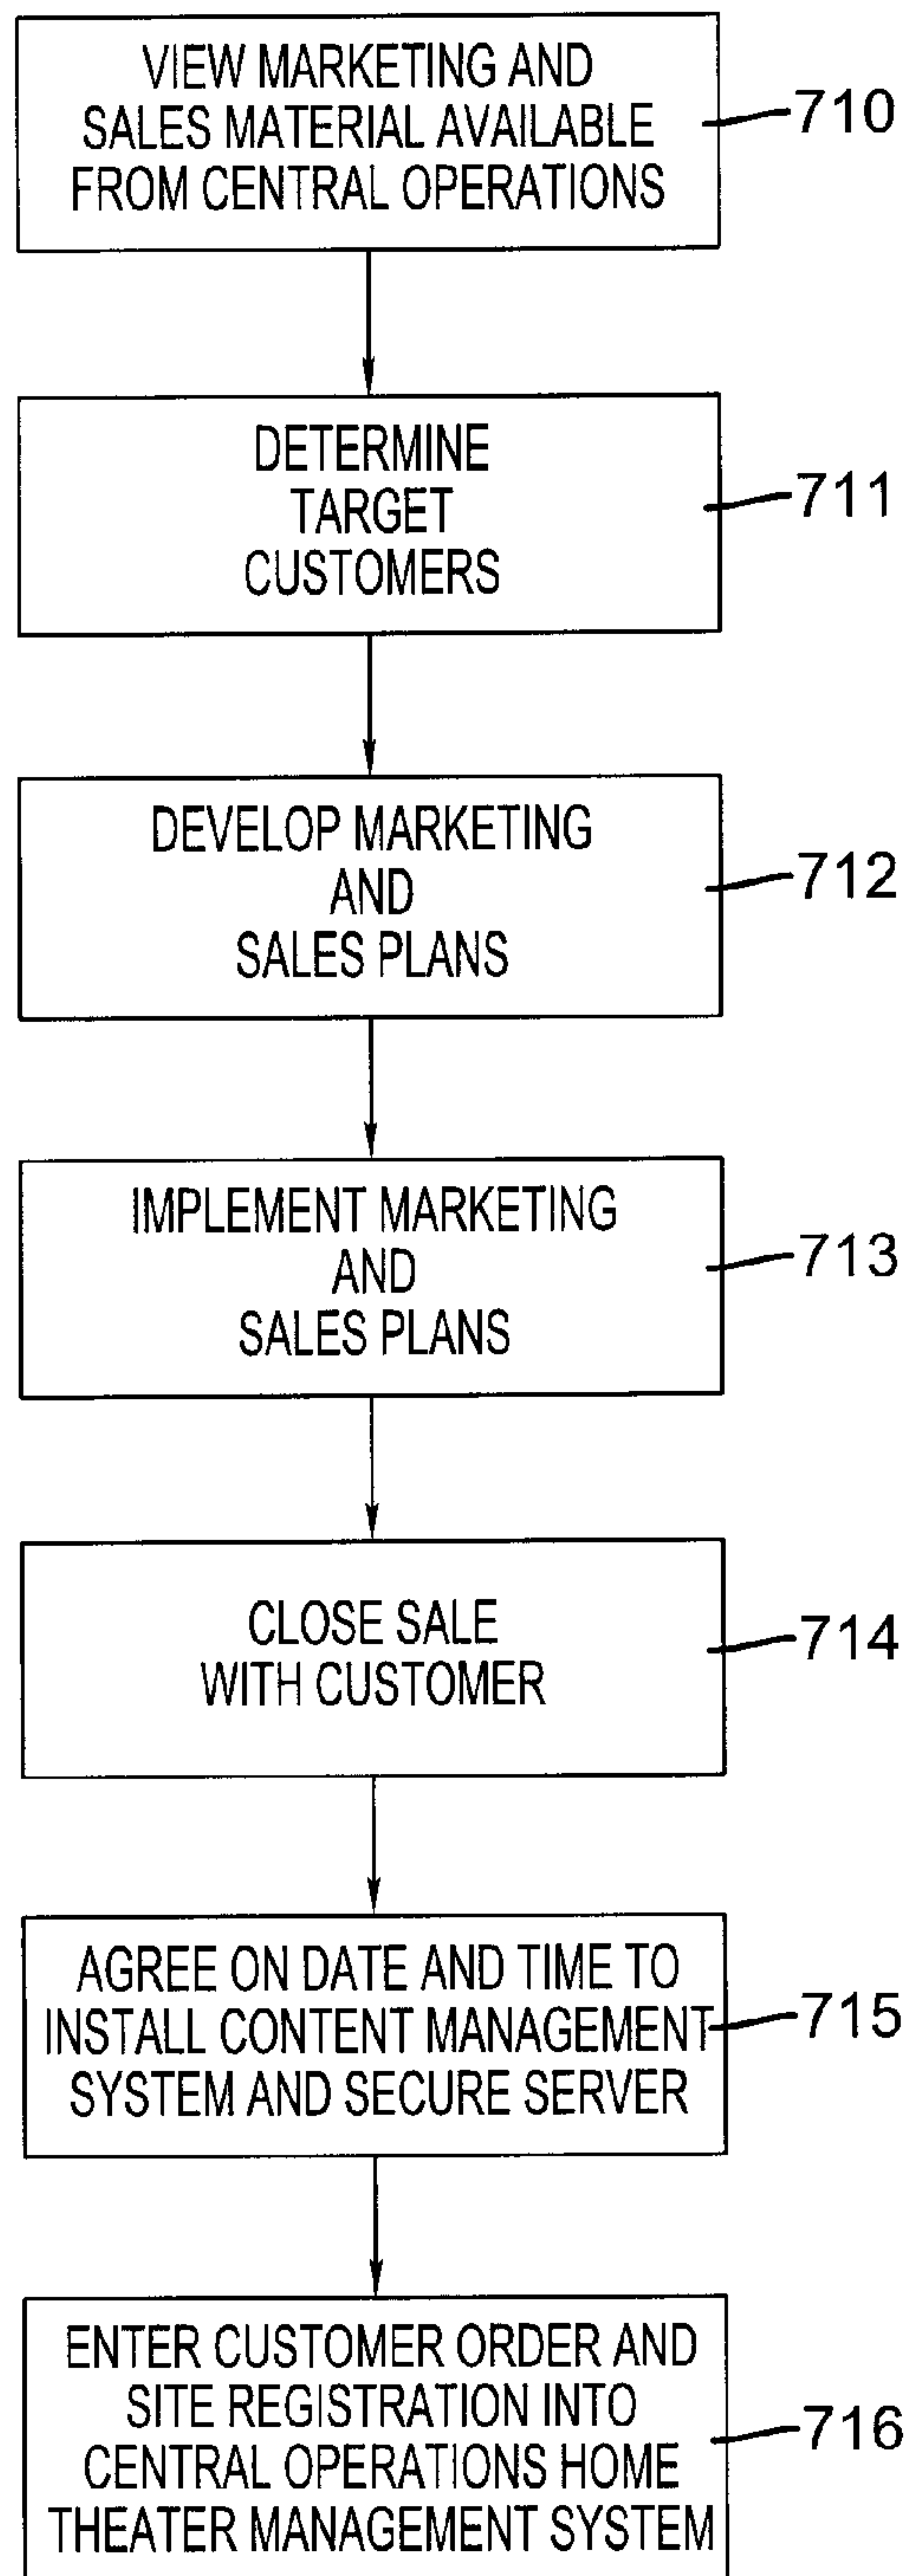 VIEW MARKETING AND
SALES MATERIAL AVAILABLE
FROM CENTRAL OPERATIONS
710
DETERMINE
TARGET
CUSTOMERS
711
DEVELOP MARKETING
AND
SALES PLANS
712
IMPLEMENT MARKETING
AND
SALES PLANS
713
CLOSE SALE
WITH CUSTOMER
714
AGREE ON DATE AND TIME TO
INSTALL CONTENT MANAGEMENT
SYSTEM AND SECURE SERVER
715
ENTER CUSTOMER ORDER AND
SITE REGISTRATION INTO
CENTRAL OPERATIONS HOME
THEATER MANAGEMENT SYSTEM
716